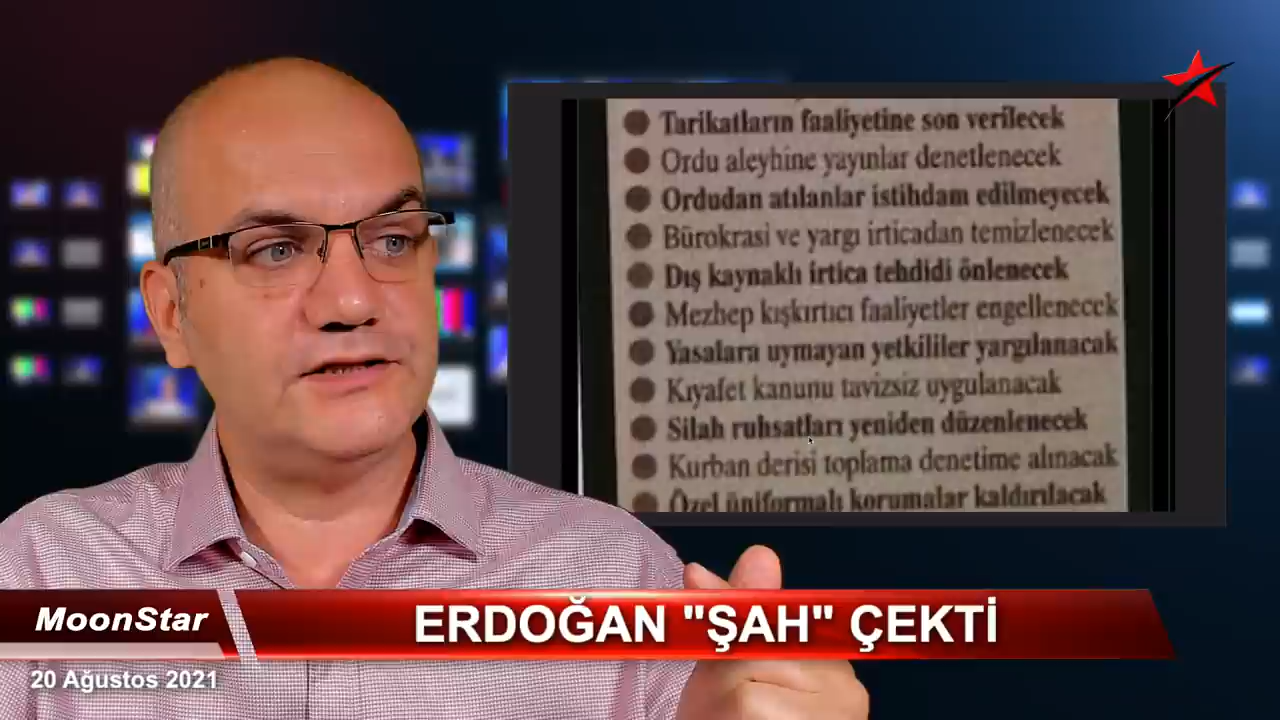 Tarikatların faaliyetine son verilecek
Ordu aleyhine yayınlar denetlenecek
Ordudan atılanlar istihdam edilmeyecek
Bürokrasi ve yargı irticadan temizlenecek
Dış kaynaklı irtica tehdidi önlenecek
Mezhep kışkırtıcı faaliyetler engellenecek
Yasalara uymayan yetkililer yargılanacak
Kıyafet kanunu tavizsiz uygulanacak
Silah ruhsatları yeniden düzenlenecek
Kurban derisi toplama denetime alınacak
Özel üniformalı korumalar kaldırılacak
MoonStar
ERDOĞAN "ŞAH" ÇEKTİ
20 Ağustos 2021